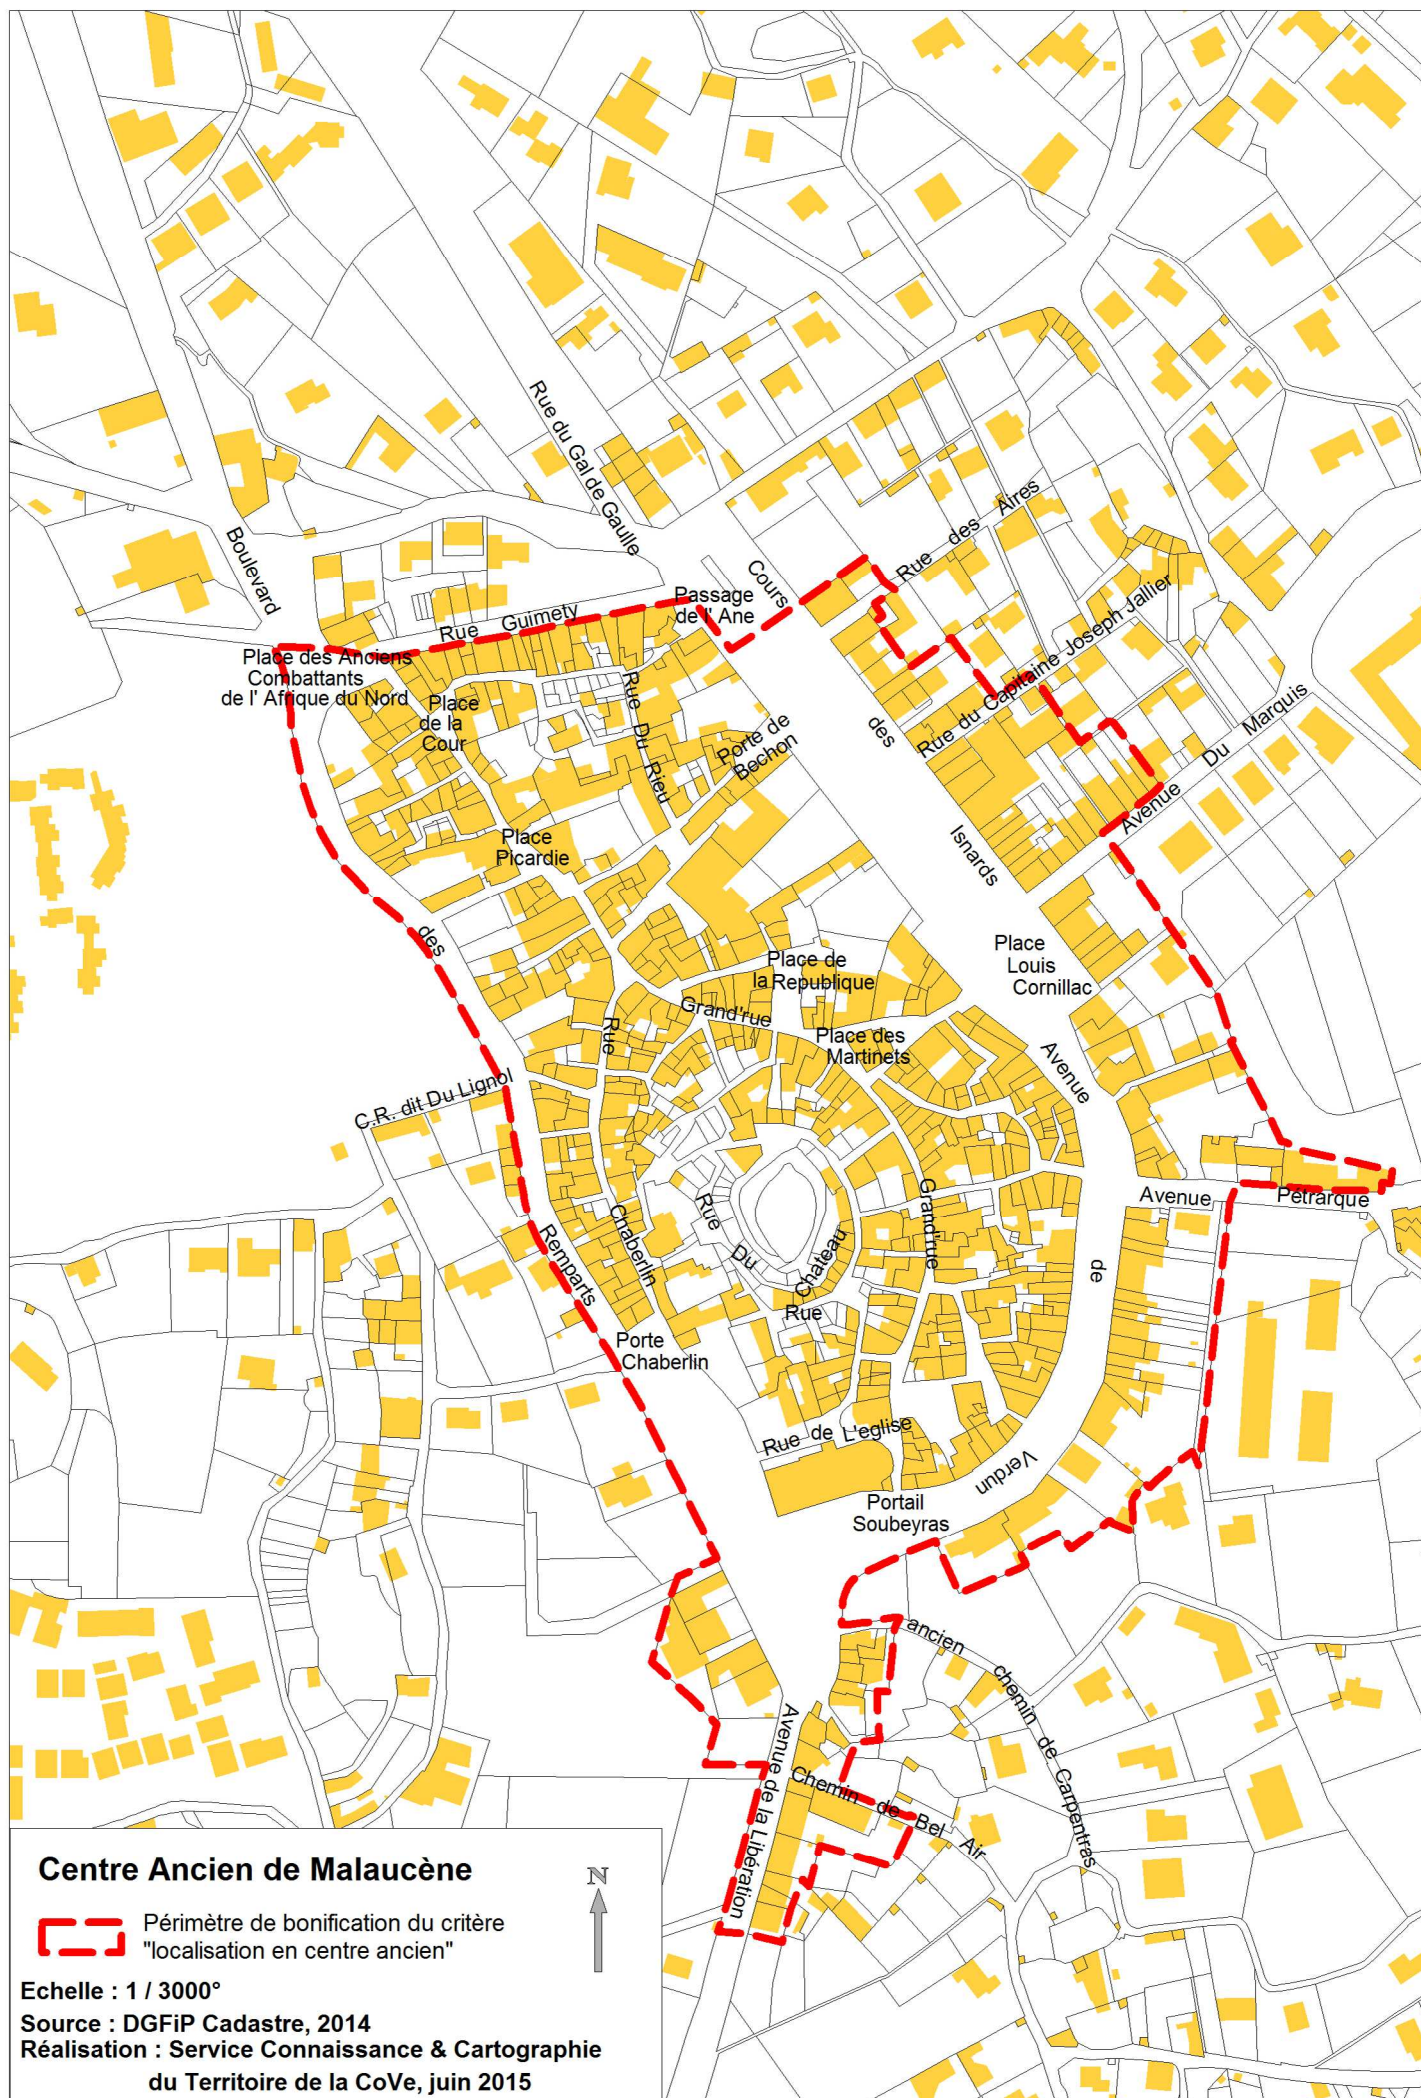 Rue du Gal de Gaulle
Boulevard
Rue des Aires
Cours
Passage
de l' Ane
Rue Guimety
Rue du Capitaine Joseph Jallier
Place des Anciens
Combattants
de l' Afrique du Nord
Place
de la
Cour
Rue Du Rieu
Porte de
Bechon
des
Avenue Du Marquis
Place
Picardie
Isnards
des
Place
Louis
Cornillac
Place de
la Republique
Grand'rue
Rue
Place des
Martinets
Avenue
C.R. dit Du Lignol
Avenue Pétrarque
Grand'rue
Rue Du Chateau
Chaberlin
Remparts
de
Rue
Porte
Chaberlin
Rue de L'eglise
Verdun
Portail
Soubeyras
ancien chemin de Carpentras
Avenue de la Libération
Chemin de Bel Air
Centre Ancien de Malaucène
N
Périmètre de bonification du critère
"localisation en centre ancien"
Echelle : 1 / 3000°
Source : DGFiP Cadastre, 2014
Réalisation : Service Connaissance & Cartographie
du Territoire de la CoVe, juin 2015